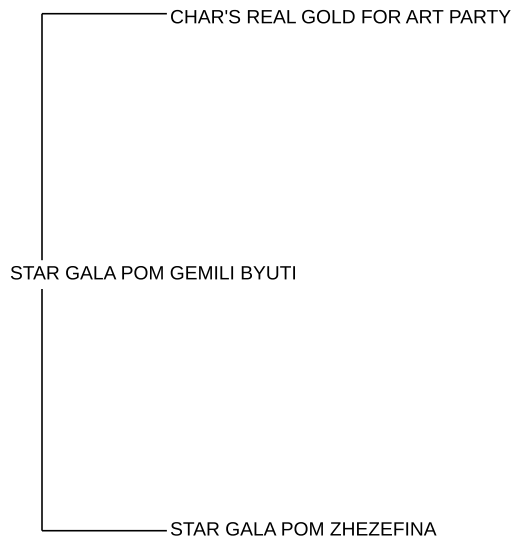 CHAR'S REAL GOLD FOR ART PARTY
STAR GALA POM GEMILI BYUTI
STAR GALA POM ZHEZEFINA